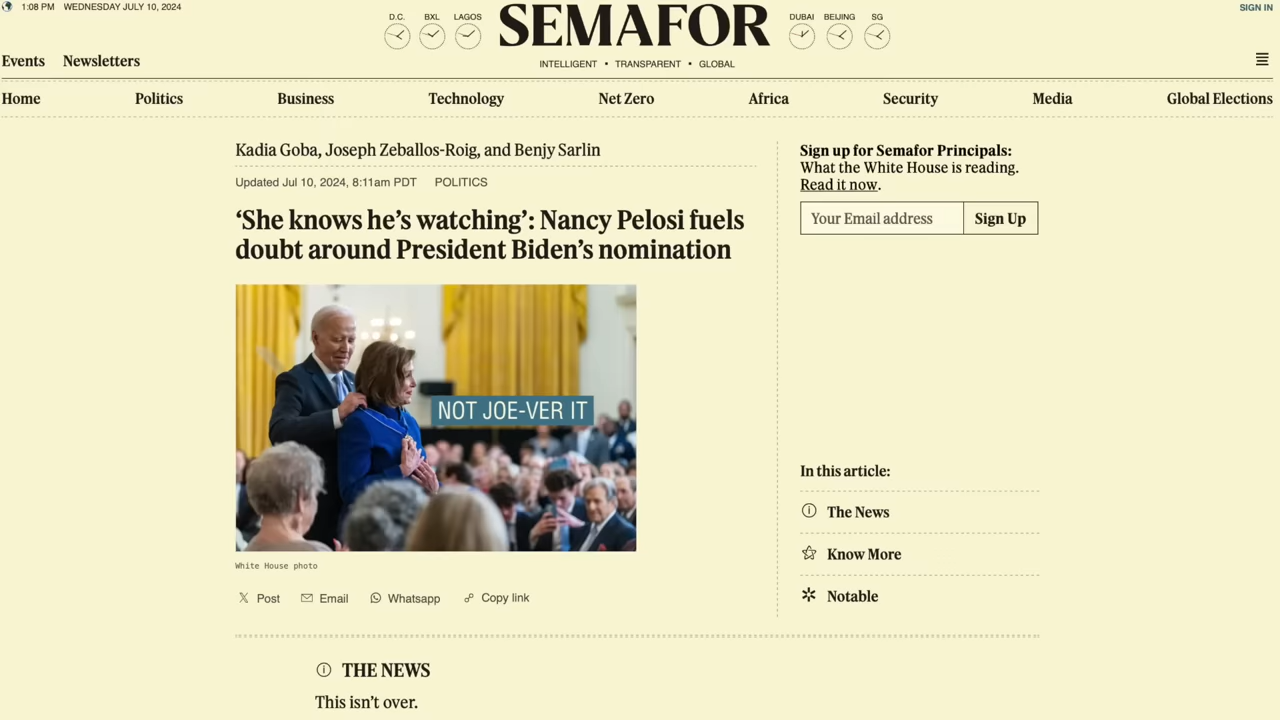 1:08 PM WEDNESDAY JULY 10, 2024
SIGN IN
D.C. BXL LAGOS
SEMAFOR
DUBAI BEIJING SG
INTELLIGENT • TRANSPARENT • GLOBAL
Events Newsletters
Home Politics Business Technology Net Zero Africa Security Media Global Elections
Kadia Goba, Joseph Zeballos-Roig, and Benjy Sarlin
Updated Jul 10, 2024, 8:11am PDT POLITICS
‘She knows he’s watching’: Nancy Pelosi fuels
doubt around President Biden’s nomination
NOT JOE-VER IT
White House photo
Post Email Whatsapp Copy link
Sign up for Semafor Principals:
What the White House is reading.
Read it now.
Your Email address Sign Up
In this article:
The News
Know More
Notable
THE NEWS
This isn’t over.